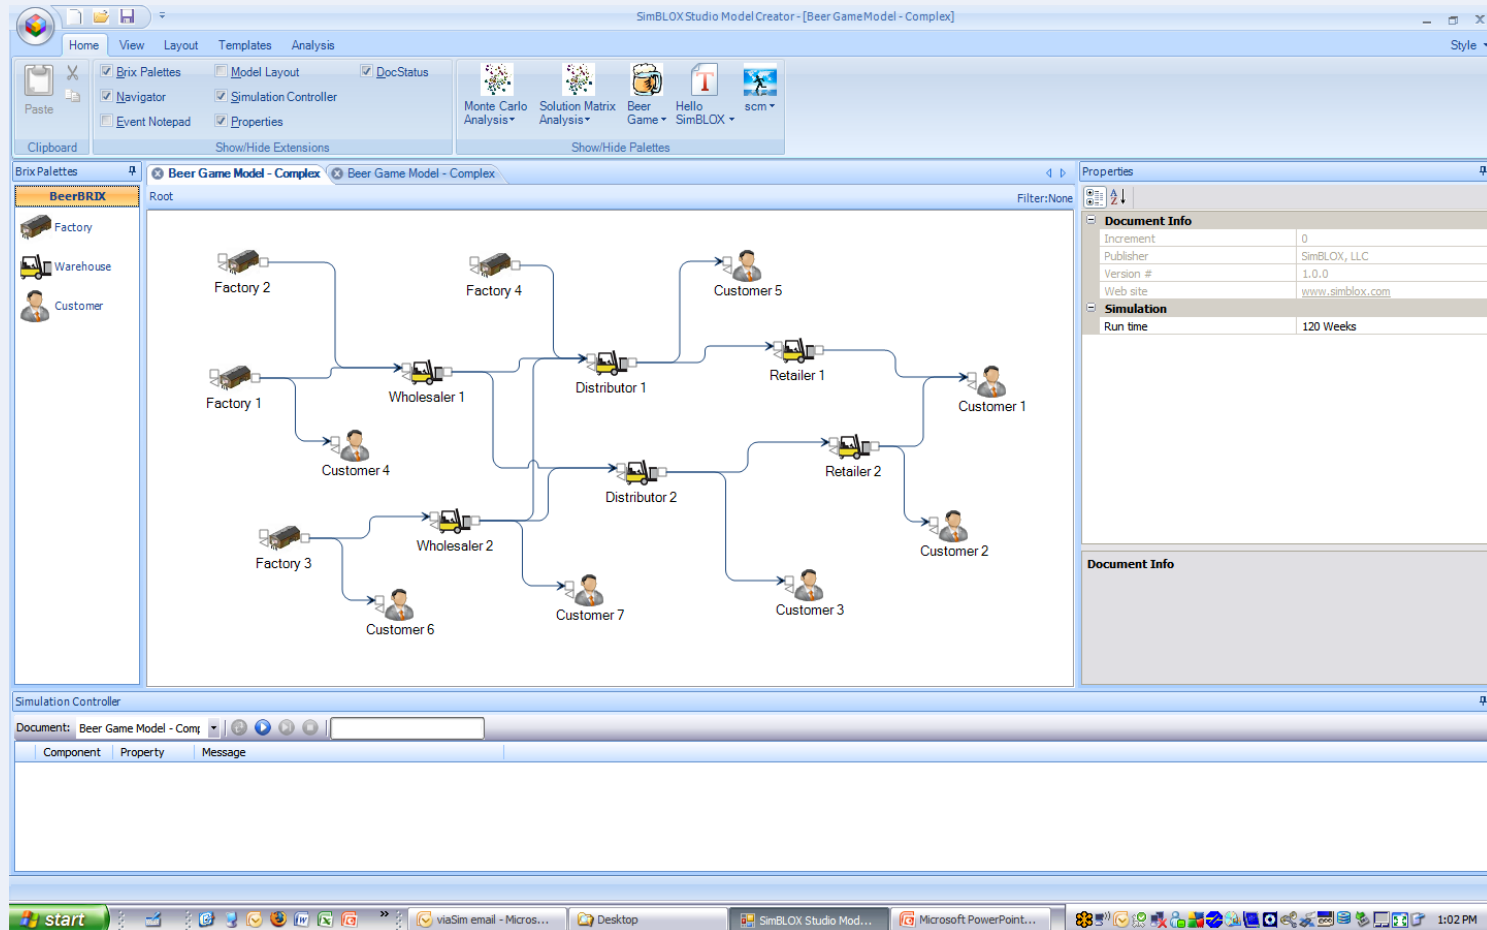 SimBLOX Studio Model Creator - [Beer Game Model - Complex]
Home View Layout Templates Analysis Style
Paste
Brix Palettes Model Layout DocStatus
Navigator Simulation Controller
Event Notepad Properties
Monte Carlo Analysis
Solution Matrix Analysis
Beer Game
Hello SimBLOX
scm
Clipboard Show/Hide Extensions Show/Hide Palettes
Brix Palettes
BeerBRIX
Factory
Warehouse
Customer
Beer Game Model - Complex Beer Game Model - Complex
Root Filter:None
Factory 2
Factory 4
Customer 5
Retailer 1
Distributor 1
Wholesaler 1
Factory 1
Customer 1
Customer 4
Retailer 2
Distributor 2
Wholesaler 2
Customer 2
Factory 3
Customer 7
Customer 3
Customer 6
Properties
Document Info
Increment 0
Publisher SimBLOX, LLC
Version # 1.0.0
Web site www.simblox.com
Simulation
Run time 120 Weeks
Document Info
Simulation Controller
Document: Beer Game Model - Comp
Component Property Message
start viaSim email - Micros... Desktop SimBLOX Studio Mod... Microsoft PowerPoint... 1:02 PM